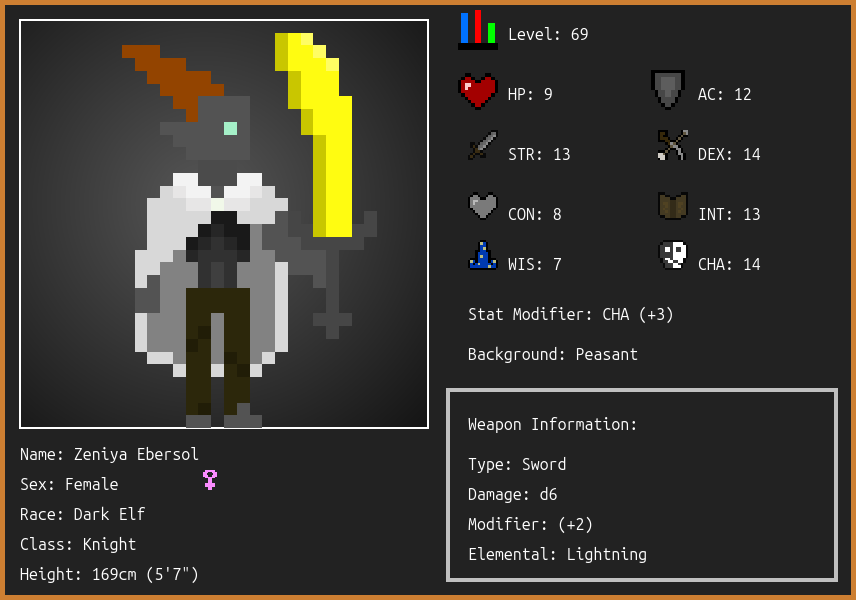 Level: 69
HP: 9
AC: 12
STR: 13
DEX: 14
CON: 8
INT: 13
WIS: 7
CHA: 14
Stat Modifier: CHA (+3)
Background: Peasant
Weapon Information:
Type: Sword
Damage: d6
Modifier: (+2)
Elemental: Lightning
Name: Zeniya Ebersol
Sex: Female
Race: Dark Elf
Class: Knight
Height: 169cm (5'7")